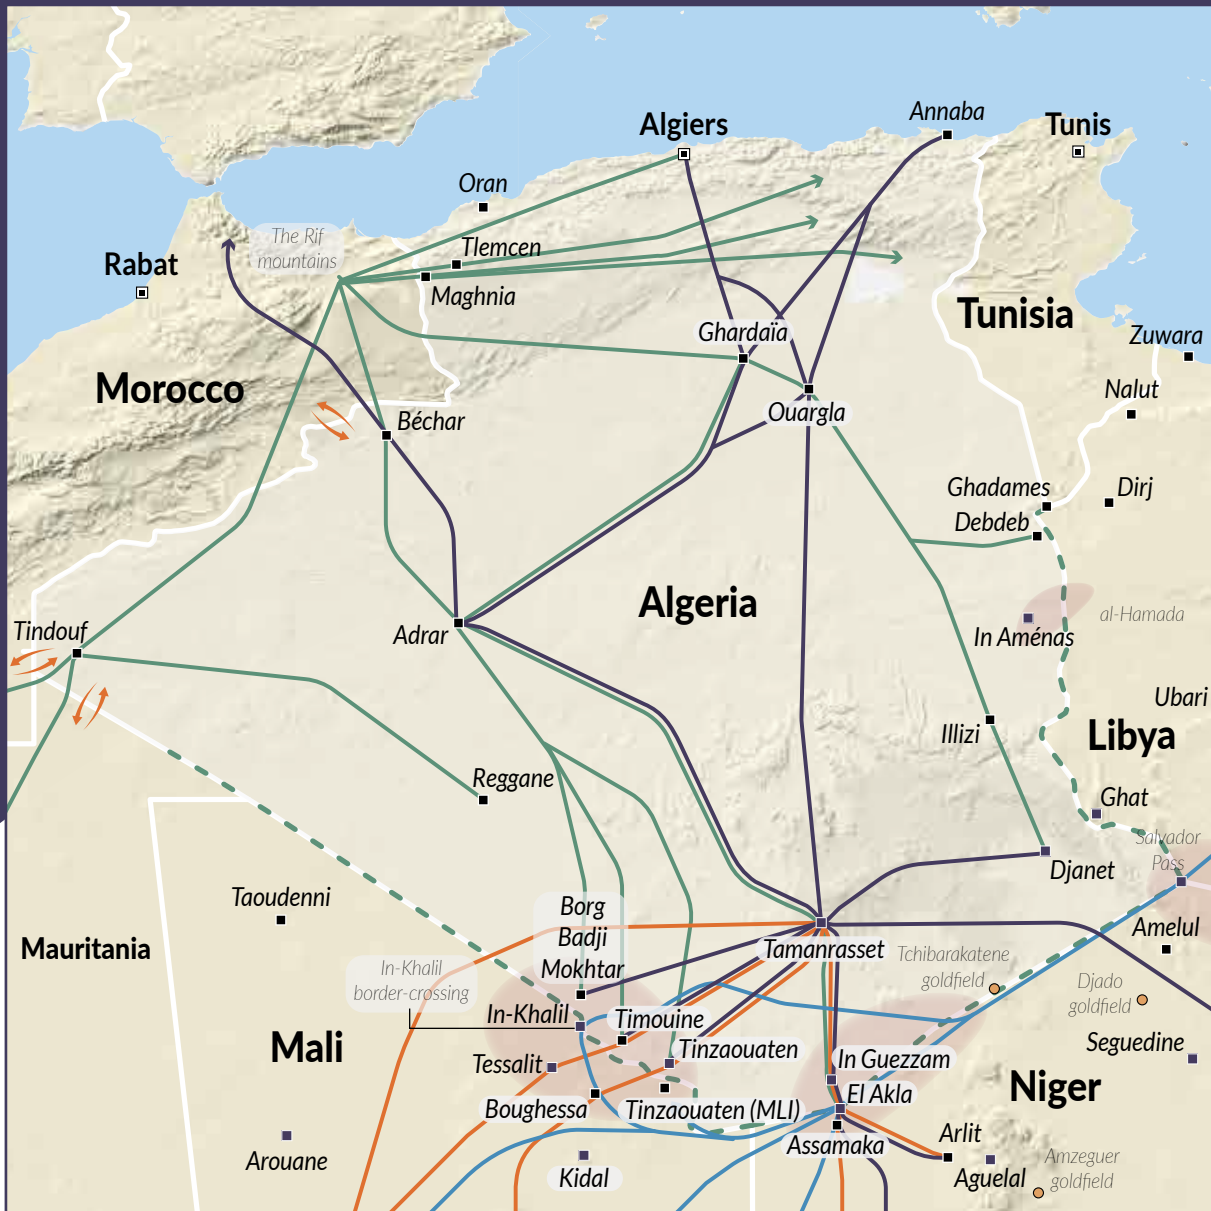 Annaba
Algiers
Tunis
Oran
The Rif
mountains
Tlemcen
Rabat
Maghnia
Tunisia
Ghardaïa
Zuwara
Morocco
Nalut
Ouargla
Béchar
Ghadames
Dirj
Debdeb
Algeria
al-Hamada
Tindouf
Adrar
In Aménas
Ubari
Illizi
Libya
Reggane
Ghat
Salvador
Pass
Djanet
Taoudenni
Borg
Badji
Mokhtar
Amelul
Mauritania
Tamanrasset
Tchibarakatene
goldfield
In-Khalil
border-crossing
Djado
goldfield
In-Khalil
Timouine
Mali
Seguedine
Tessalit
Tinzaouaten
In Guezzam
Niger
El Akla
Boughessa
Tinzaouaten (MLI)
Arlit
Assamaka
Arouane
Kidal
Aguelal
Amzeguer
goldfield